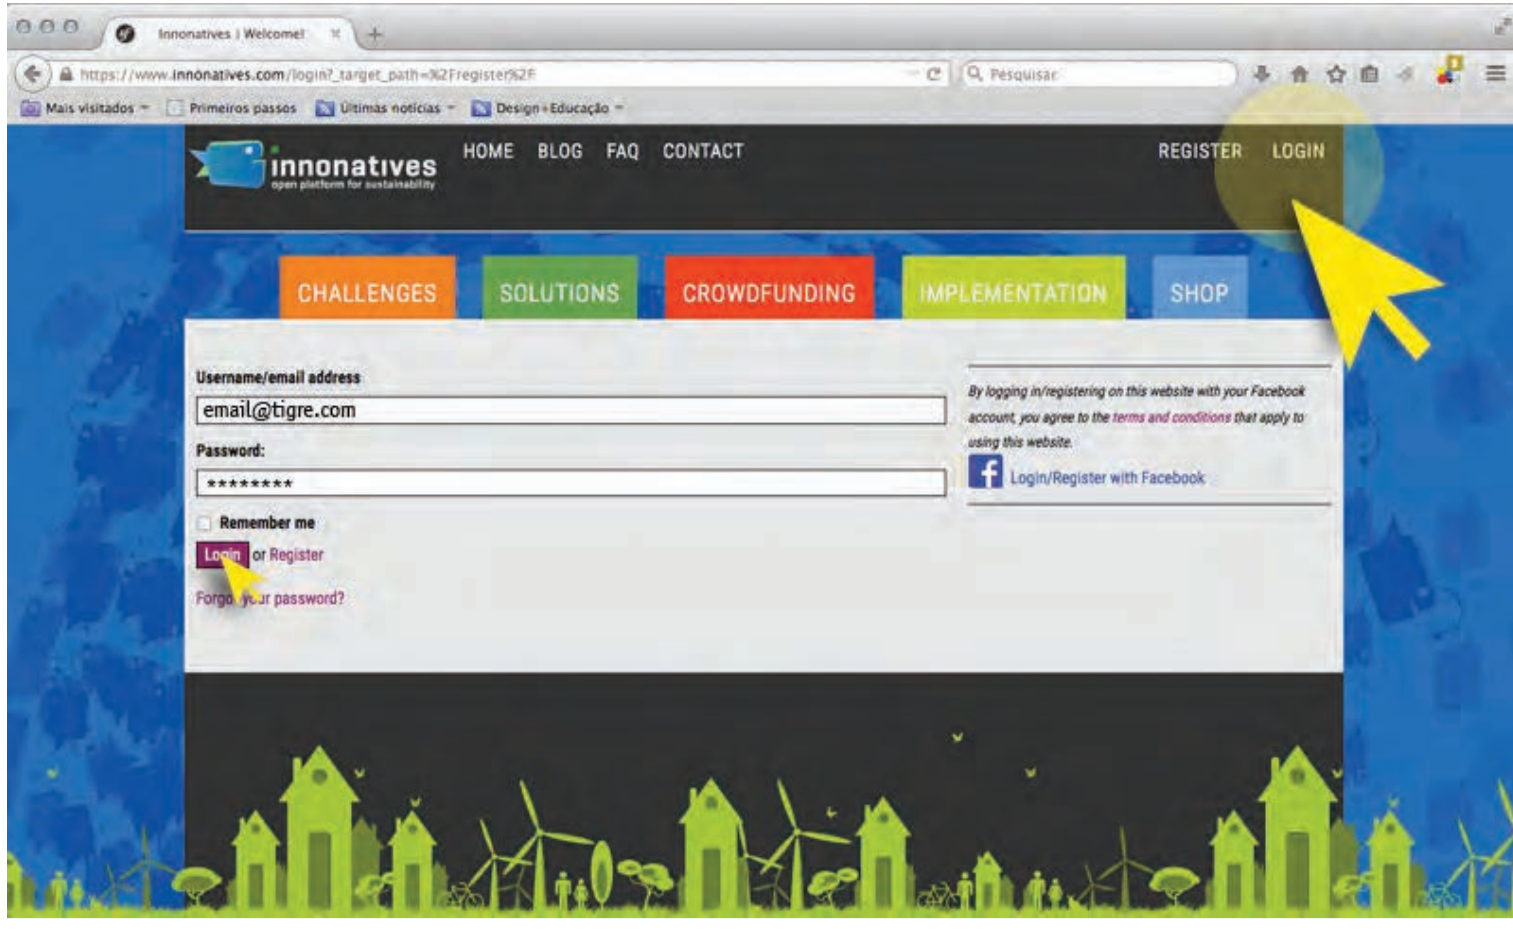 Innonatives | Welcome!
https://www.innonatives.com/login?_target_path=%2Fregister%2F
Pesquisar
Mais visitados Primeiros passos Últimas notícias Design+Educação
innonatives
open platform for sustainability
HOME BLOG FAQ CONTACT
REGISTER LOGIN
CHALLENGES SOLUTIONS CROWDFUNDING IMPLEMENTATION SHOP
Username/email address
email@tigre.com
Password:
********
Remember me
Login or Register
Forgot your password?
By logging in/registering on this website with your Facebook
account, you agree to the terms and conditions that apply to
using this website.
Login/Register with Facebook